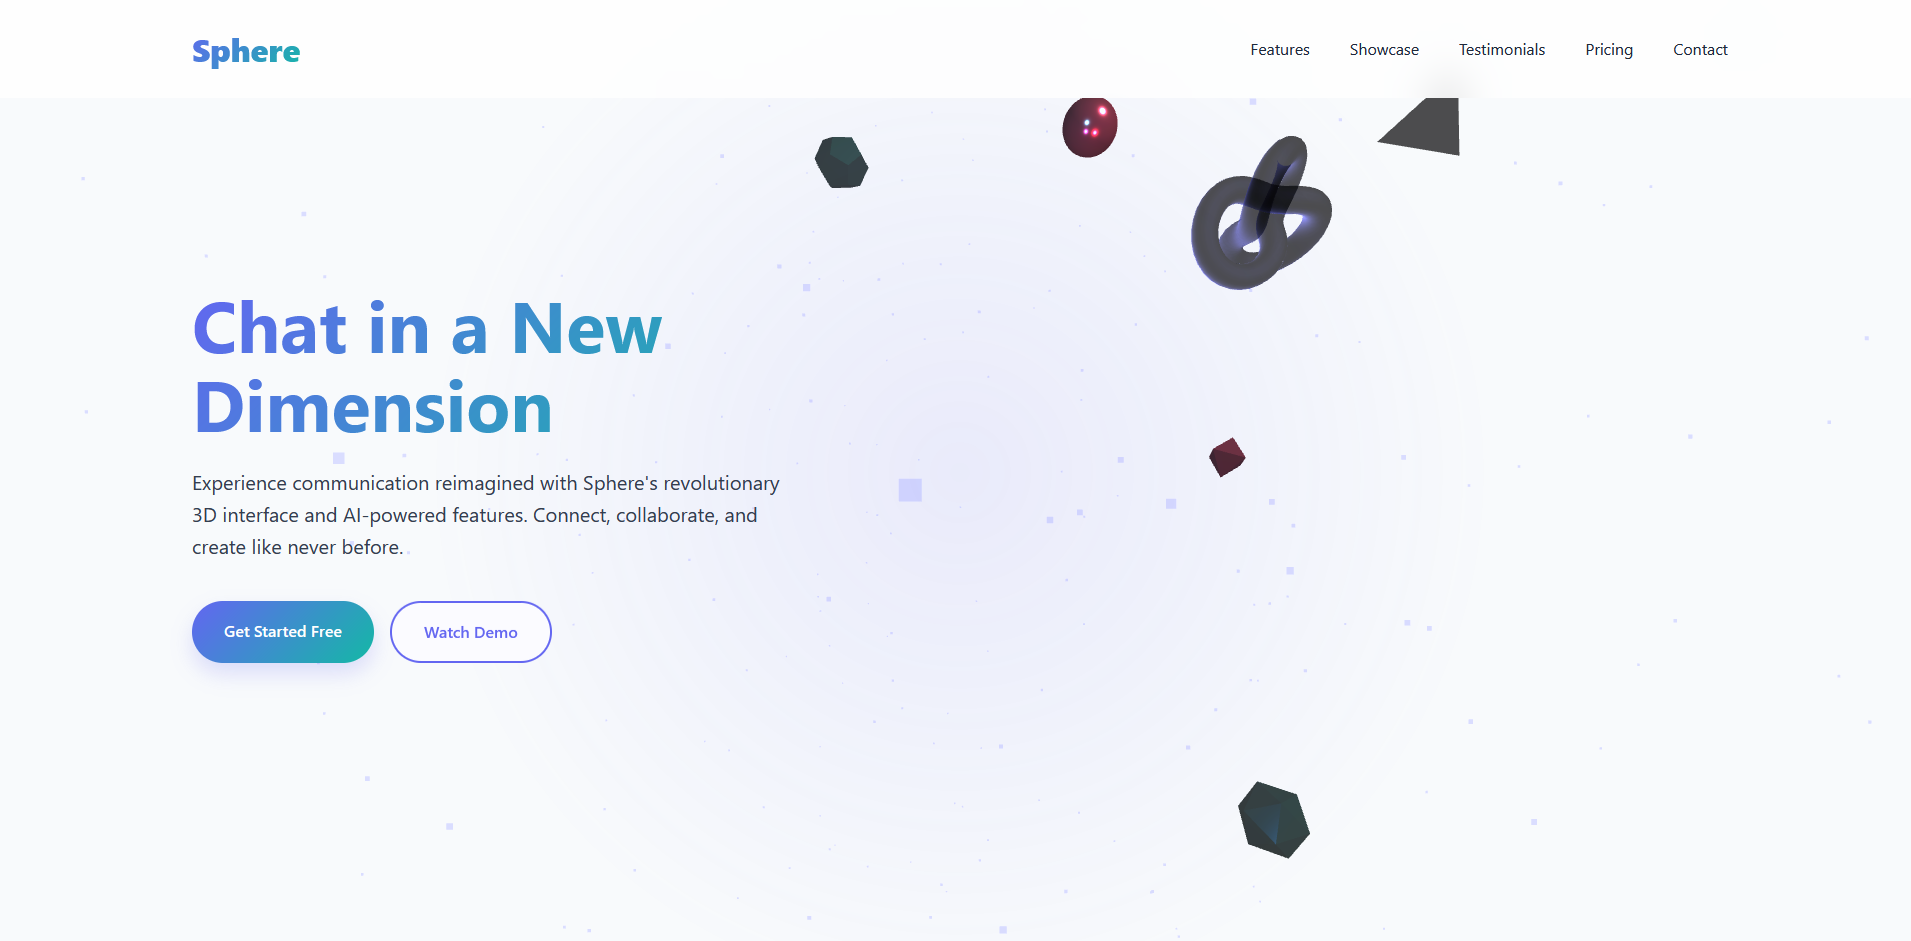 Sphere
Features
Showcase
Testimonials
Pricing
Contact
Chat in a New
Dimension
Experience communication reimagined with Sphere's revolutionary
3D interface and AI-powered features. Connect, collaborate, and
create like never before.
Get Started Free
Watch Demo